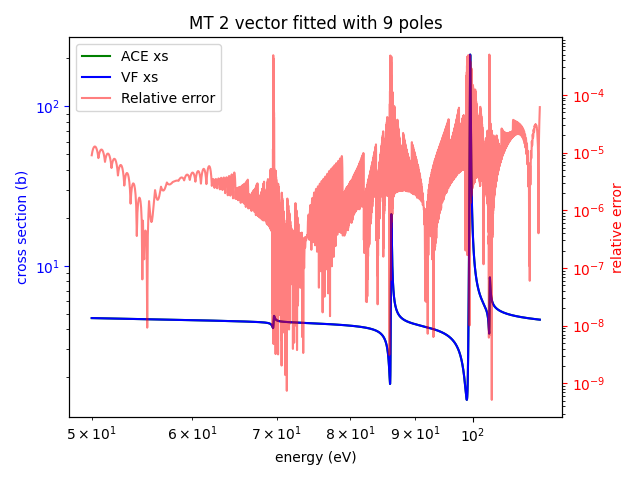 MT 2 vector fitted with 9 poles
ACE xs
VF xs
Relative error
cross section (b)
10²
10¹
relative error
10⁻⁴
10⁻⁵
10⁻⁶
10⁻⁷
10⁻⁸
10⁻⁹
5 × 10¹
6 × 10¹
7 × 10¹
8 × 10¹
9 × 10¹
10²
energy (eV)